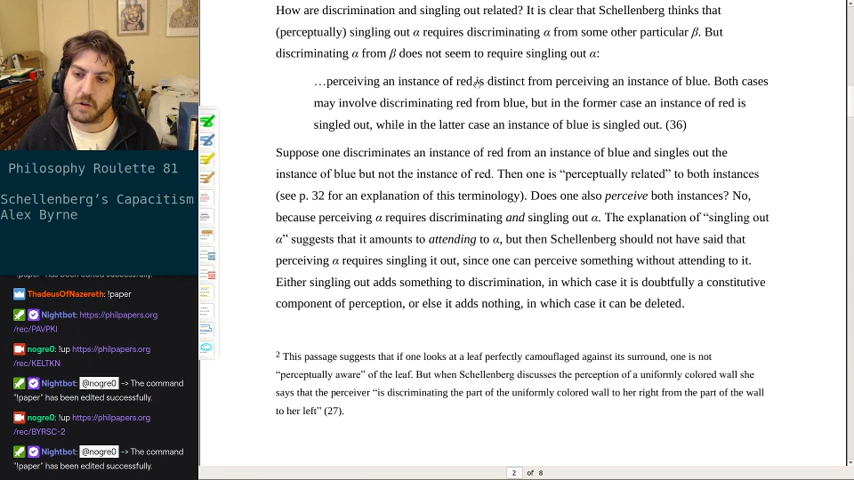 How are discrimination and singling out related? It is clear that Schellenberg thinks that
(perceptually) singling out α requires discriminating α from some other particular β. But
discriminating α from β does not seem to require singling out α:
…perceiving an instance of red is distinct from perceiving an instance of blue. Both cases
may involve discriminating red from blue, but in the former case an instance of red is
singled out, while in the latter case an instance of blue is singled out. (36)
Suppose one discriminates an instance of red from an instance of blue and singles out the
instance of blue but not the instance of red. Then one is “perceptually related” to both instances
(see p. 32 for an explanation of this terminology). Does one also perceive both instances? No,
because perceiving α requires discriminating and singling out α. The explanation of “singling out
α” suggests that it amounts to attending to α, but then Schellenberg should not have said that
perceiving α requires singling it out, since one can perceive something without attending to it.
Either singling out adds something to discrimination, in which case it is doubtfully a constitutive
component of perception, or else it adds nothing, in which case it can be deleted.
2 This passage suggests that if one looks at a leaf perfectly camouflaged against its surround, one is not
“perceptually aware” of the leaf. But when Schellenberg discusses the perception of a uniformly colored wall she
says that the perceiver “is discriminating the part of the uniformly colored wall to her right from the part of the wall
to her left” (27).
2 of 8
Philosophy Roulette 81
Schellenberg’s Capacitism
Alex Byrne
has been edited successfully.
ThadeusOfNazereth: !paper
Nightbot: https://philpapers.org
/rec/PAVPKI
nogre0: !up https://philpapers.org
/rec/KELTKN
Nightbot: @nogre0 -> The command
"!paper" has been edited successfully.
nogre0: !up https://philpapers.org
/rec/BYRSC-2
Nightbot: @nogre0 -> The command
"!paper" has been edited successfully.